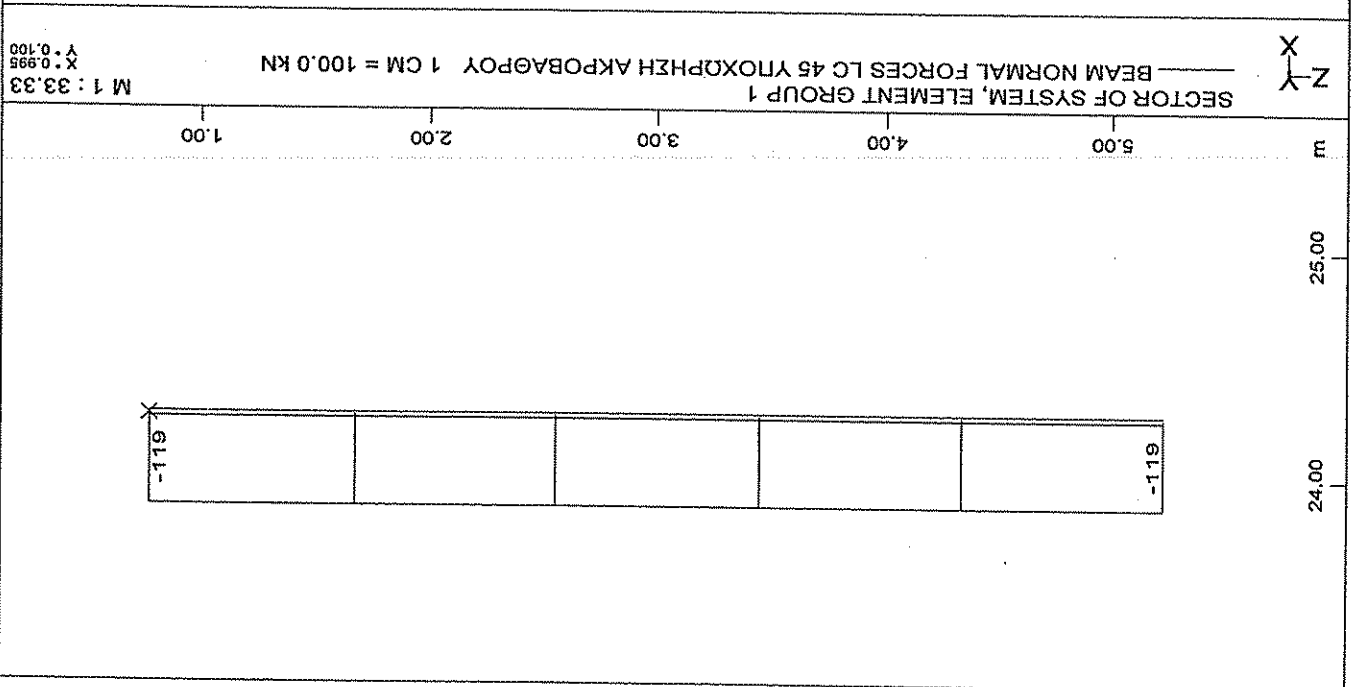 24.00
-119
-119
25.00
m 5.00 4.00 3.00 2.00 1.00
SECTOR OF SYSTEM, ELEMENT GROUP 1
BEAM NORMAL FORCES LC 45 ΥΠΟΧΩΡΗΣΗ ΑΚΡΟΒΑΘΡΟΥ 1 CM = 100.0 kN
M 1 : 33.33
X * 0.995
Y * 0.100
Z
Y
X